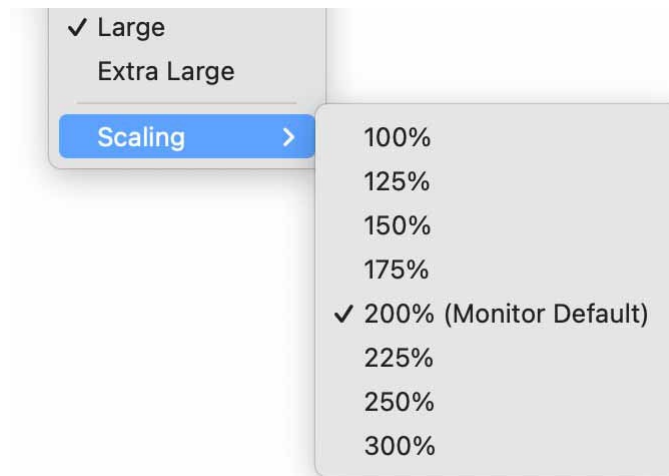 Large
Extra Large
Scaling
100%
125%
150%
175%
200% (Monitor Default)
225%
250%
300%